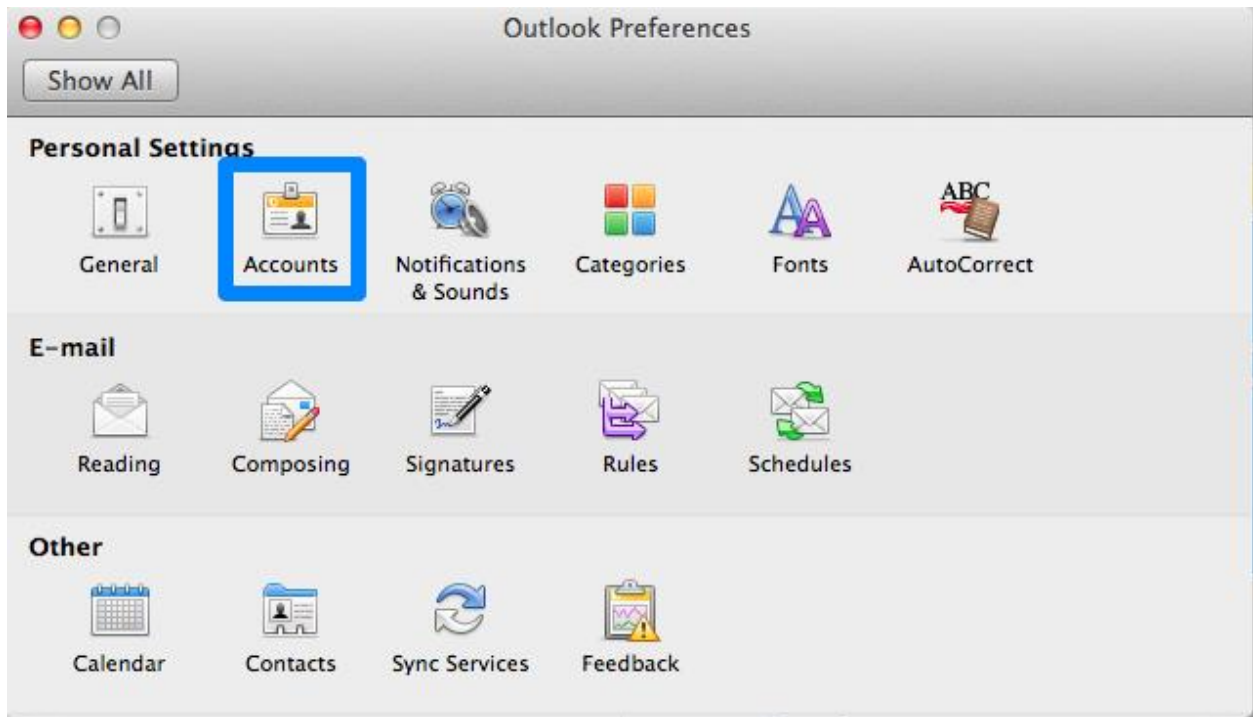 Outlook Preferences
Show All
Personal Settings
General
Accounts
Notifications
& Sounds
Categories
Fonts
ABC
AutoCorrect
E-mail
Reading
Composing
Signatures
Rules
Schedules
Other
Calendar
Contacts
Sync Services
Feedback